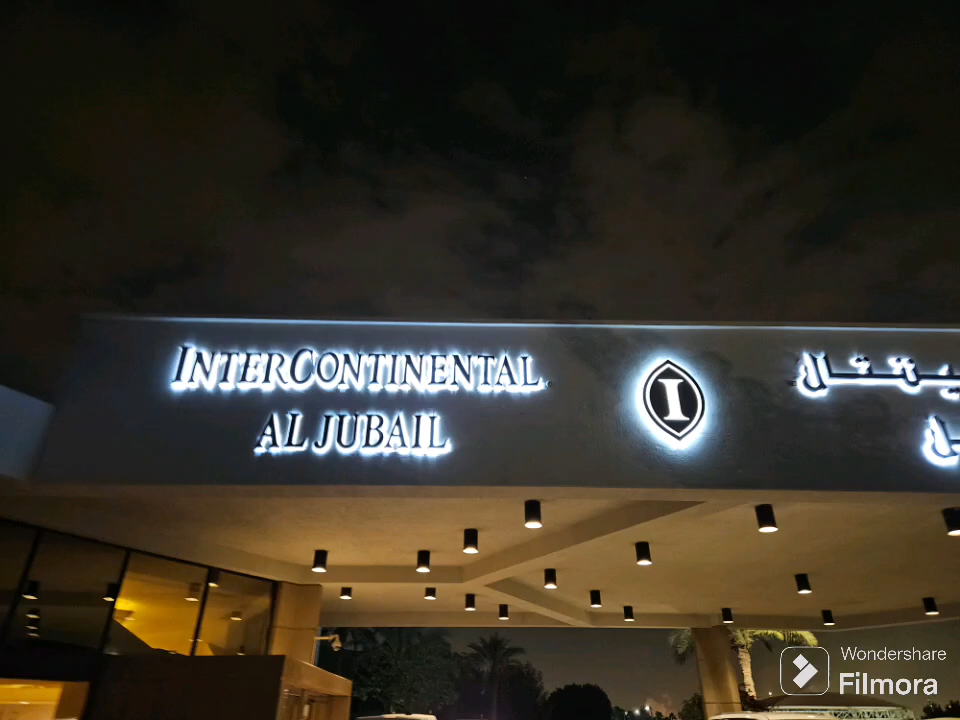 INTERCONTINENTAL
AL JUBAIL
I
Wondershare
Filmora